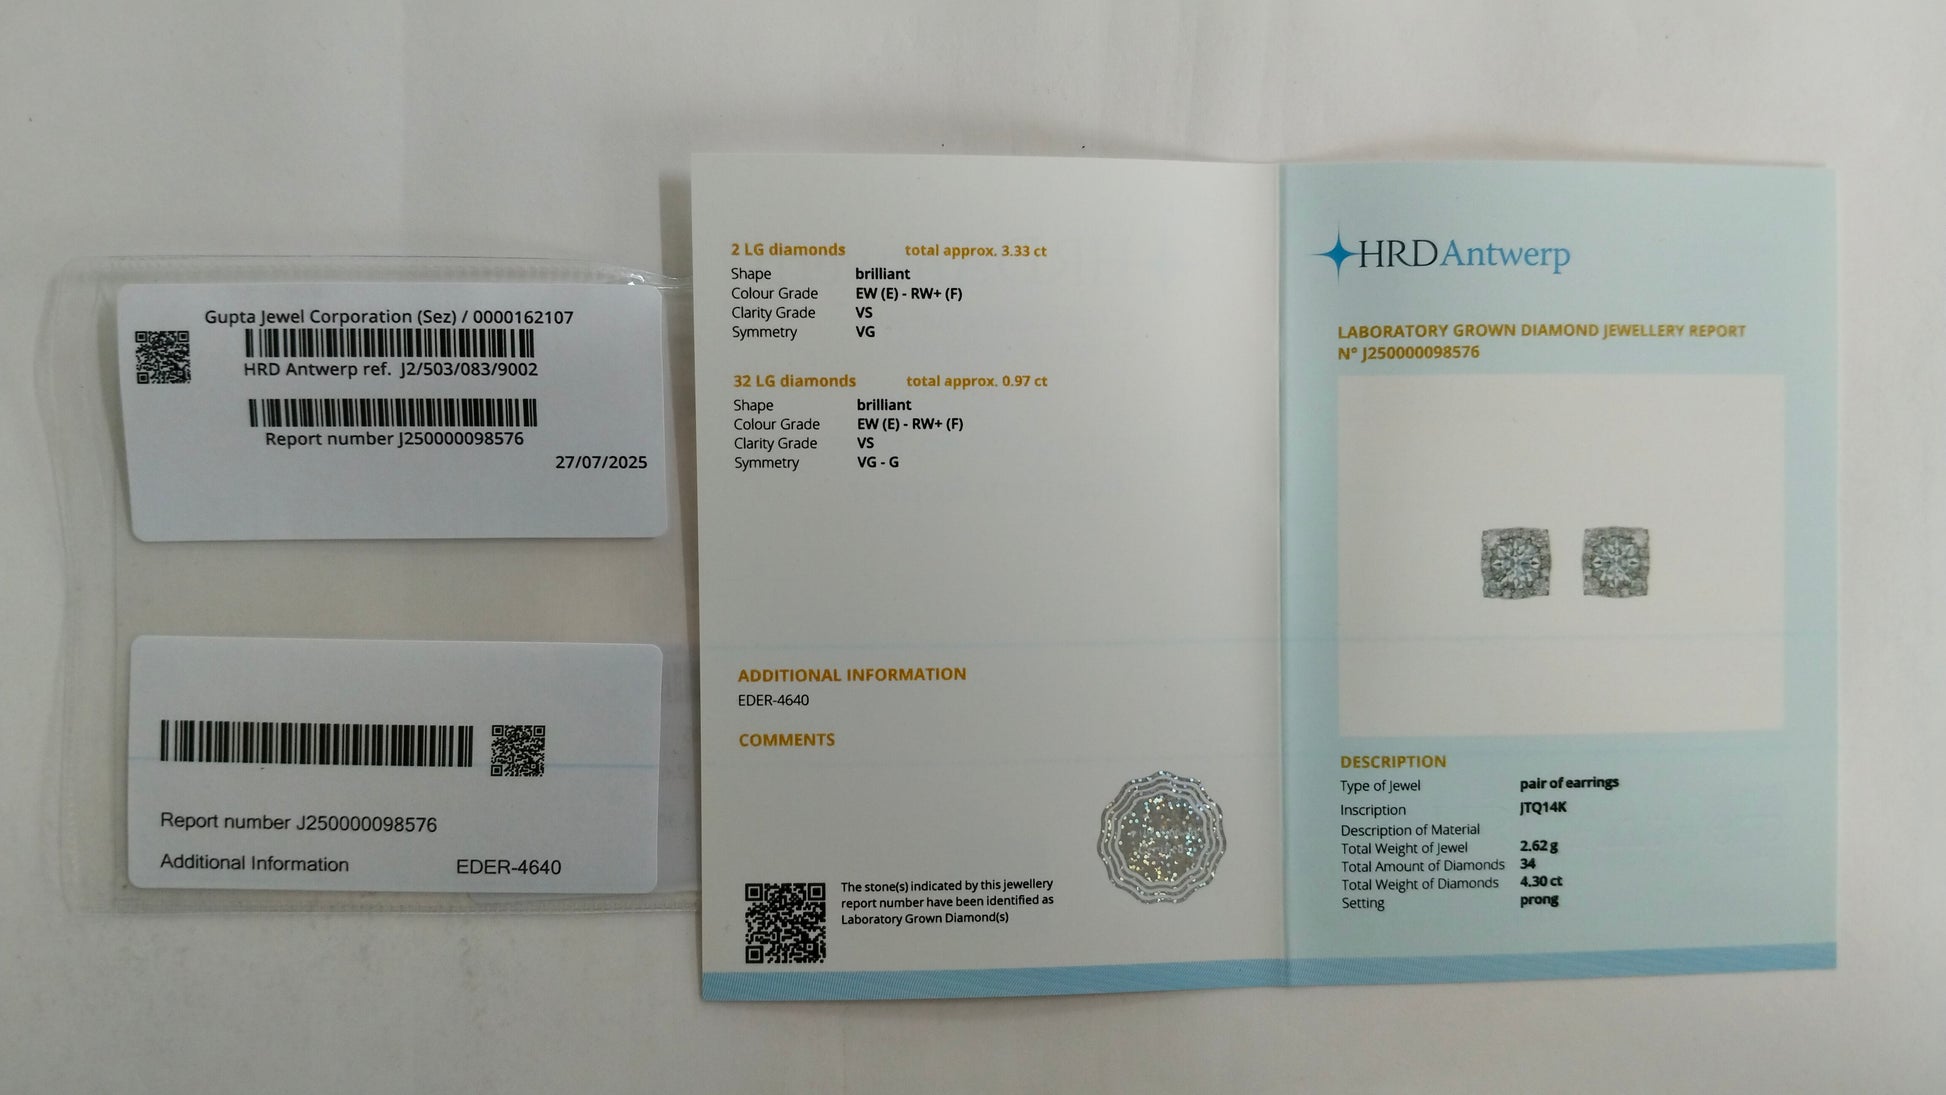 Gupta Jewel Corporation (Sez) / 0000162107
HRD Antwerp ref. J2/503/083/9002
Report number J250000098576
27/07/2025
Report number J250000098576
Additional Information EDER-4640
2 LG diamonds total approx. 3.33 ct
Shape brilliant
Colour Grade EW (E) - RW+ (F)
Clarity Grade VS
Symmetry VG
32 LG diamonds total approx. 0.97 ct
Shape brilliant
Colour Grade EW (E) - RW+ (F)
Clarity Grade VS
Symmetry VG - G
ADDITIONAL INFORMATION
EDER-4640
COMMENTS
The stone(s) indicated by this jewellery
report number have been identified as
Laboratory Grown Diamond(s)
HRD Antwerp
LABORATORY GROWN DIAMOND JEWELLERY REPORT
N° J250000098576
DESCRIPTION
Type of Jewel pair of earrings
Inscription JTQ14K
Description of Material
Total Weight of Jewel 2.62 g
Total Amount of Diamonds 34
Total Weight of Diamonds 4.30 ct
Setting prong